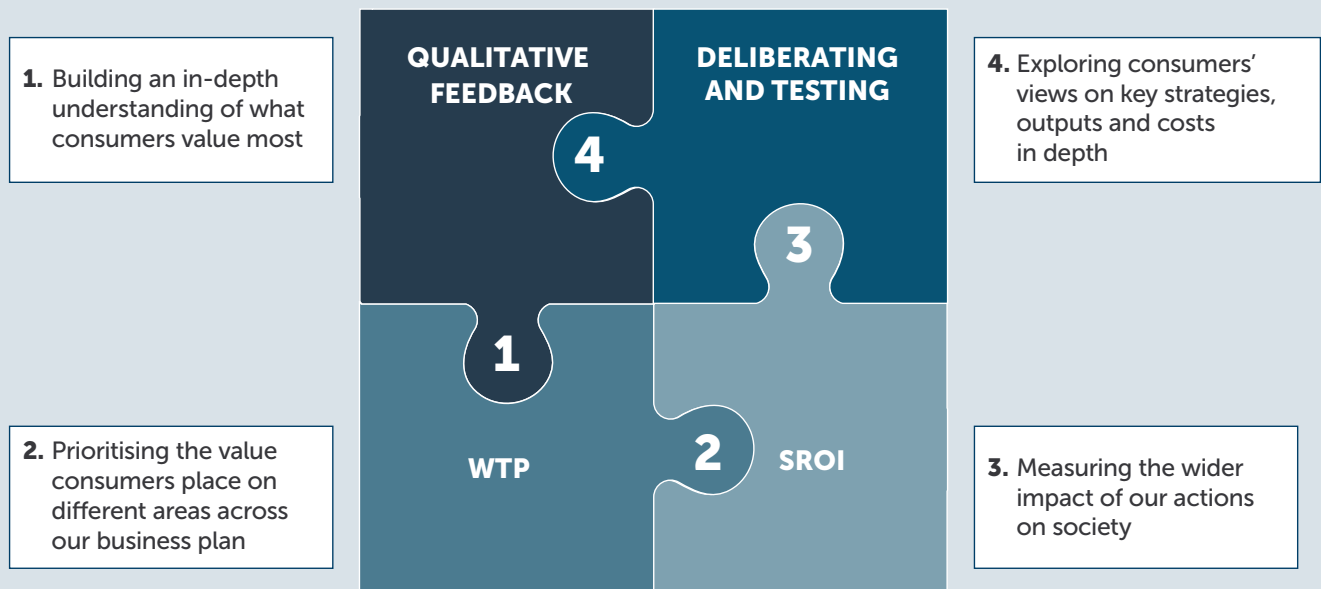 1. Building an in-depth
understanding of what
consumers value most
QUALITATIVE
FEEDBACK
DELIBERATING
AND TESTING
4. Exploring consumers’
views on key strategies,
outputs and costs
in depth
4
3
1
2. Prioritising the value
consumers place on
different areas across
our business plan
WTP
2
SROI
3. Measuring the wider
impact of our actions
on society